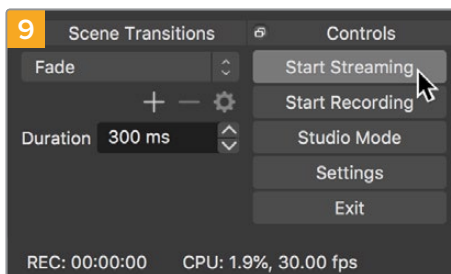 9
Scene Transitions
Controls
Fade
Start Streaming
Start Recording
Duration 300 ms
Studio Mode
Settings
Exit
REC: 00:00:00 CPU: 1.9%, 30.00 fps